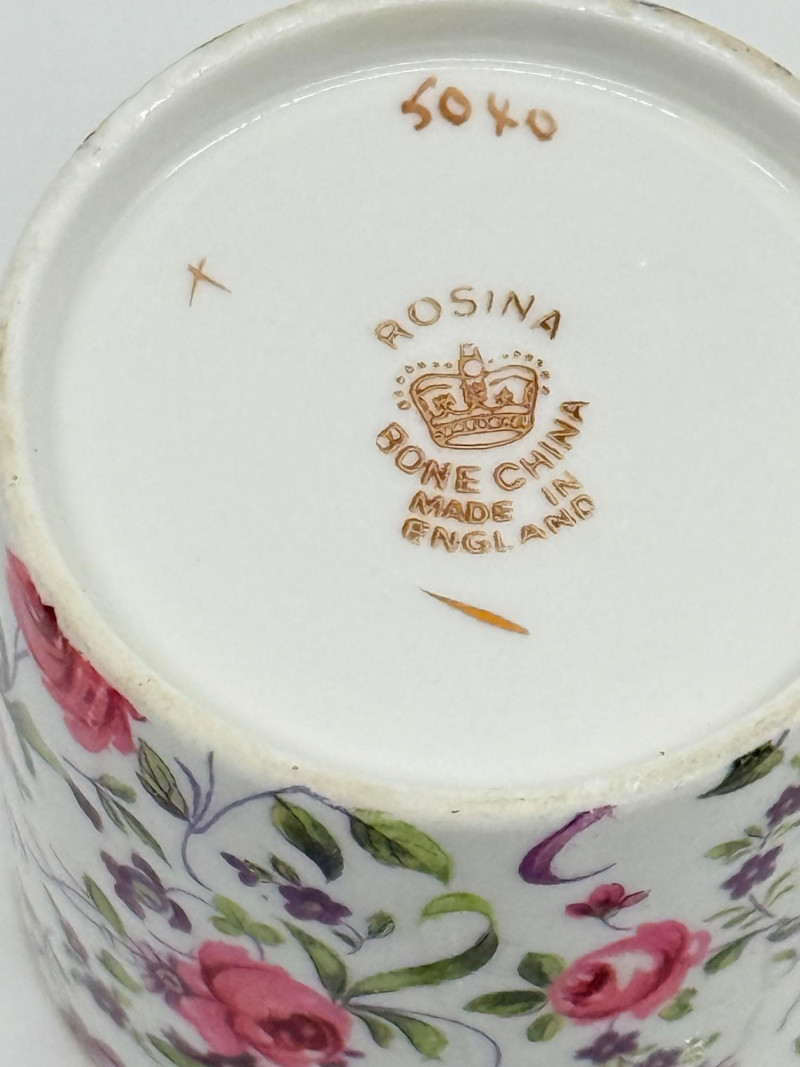 5040
X
ROSINA
BONE CHINA
MADE IN
ENGLAND